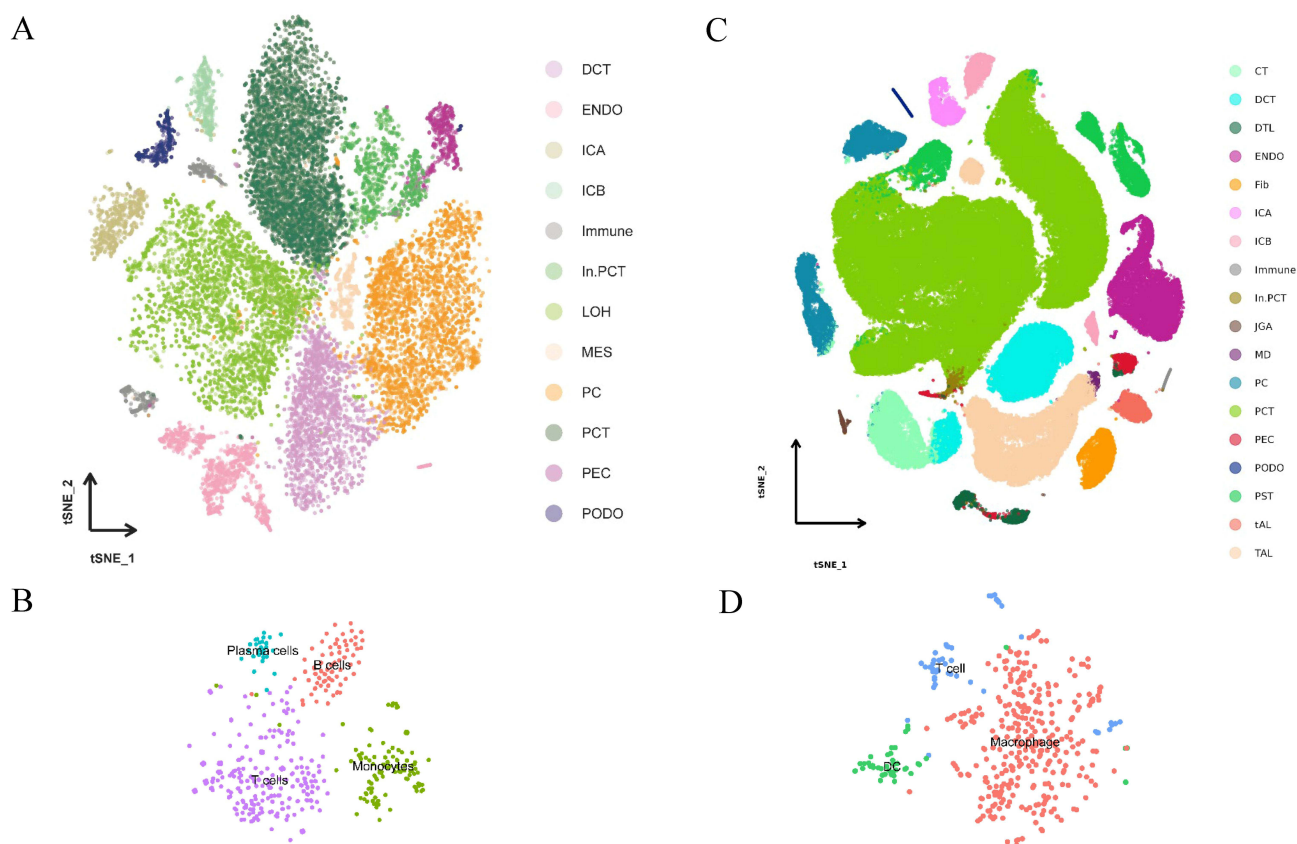 A
DCT
ENDO
ICA
ICB
Immune
In.PCT
LOH
MES
PC
PCT
PEC
PODO
tSNE_2
tSNE_1
C
CT
DCT
DTL
ENDO
Fib
ICA
ICB
Immune
In.PCT
JGA
MD
PC
PCT
PEC
PODO
PST
tAL
TAL
tSNE_2
tSNE_1
B
Plasma cells
B cells
T cells
Monocytes
D
T cell
Macrophage
DC